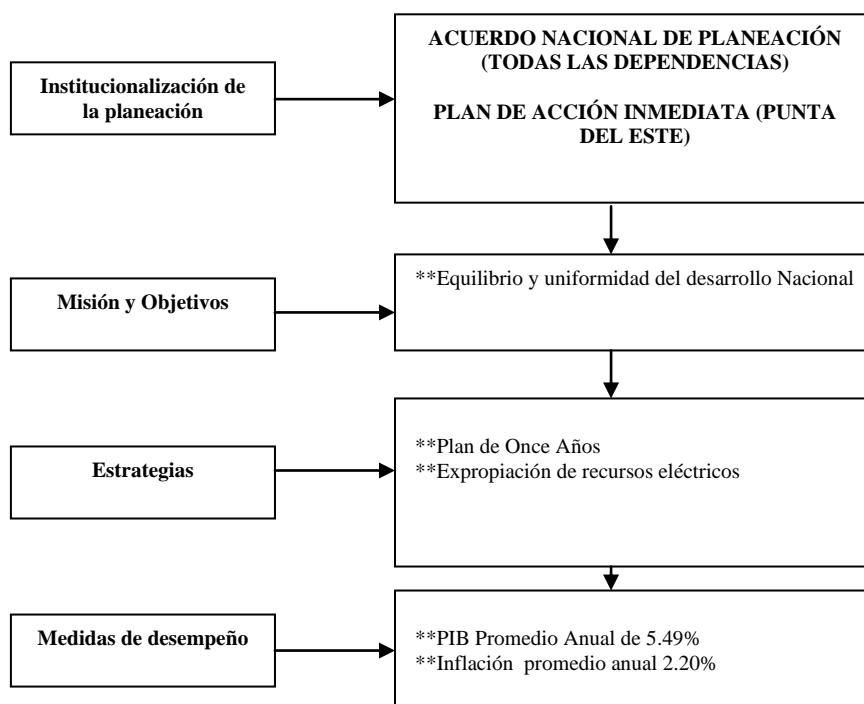 Institucionalización de
la planeación
ACUERDO NACIONAL DE PLANEACIÓN
(TODAS LAS DEPENDENCIAS)
PLAN DE ACCIÓN INMEDIATA (PUNTA
DEL ESTE)
Misión y Objetivos
**Equilibrio y uniformidad del desarrollo Nacional
Estrategias
**Plan de Once Años
**Expropiación de recursos eléctricos
Medidas de desempeño
**PIB Promedio Anual de 5.49%
**Inflación promedio anual 2.20%